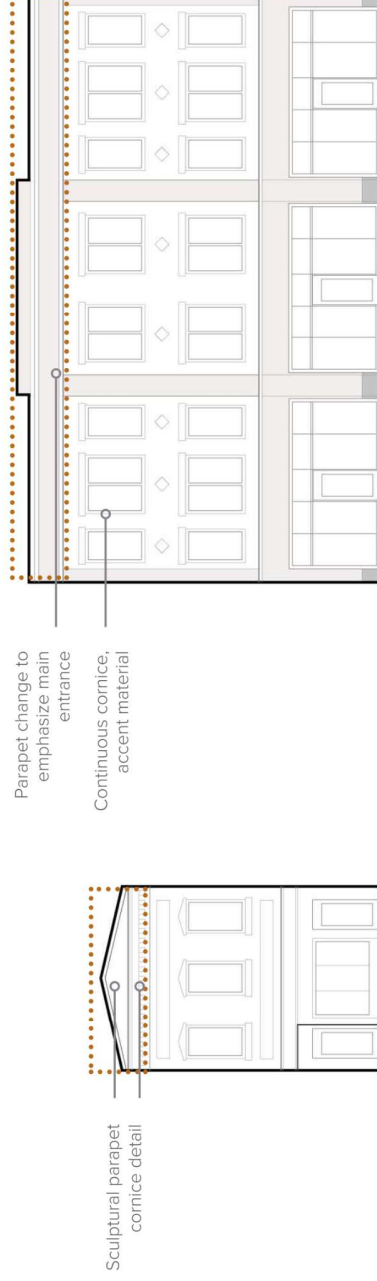 Sculptural parapet
cornice detail
Parapet change to
emphasize main
entrance
Continuous cornice,
accent material